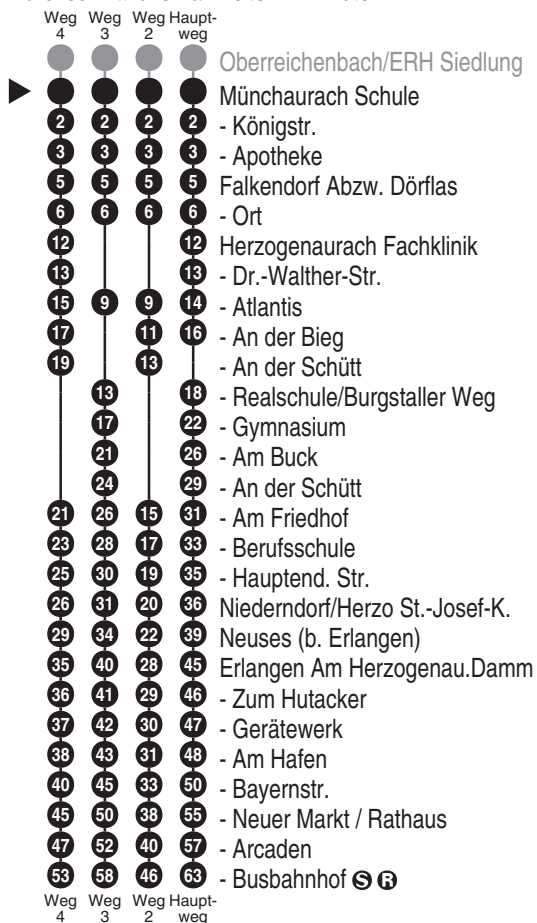 Weg Weg Weg Haupt-
4 3 2 weg
Oberreichenbach/ERH Siedlung
Münchaurach Schule
2 2 2 2 - Königstr.
3 3 3 3 - Apotheke
5 5 5 5 Falkendorf Abzw. Dörflas
6 6 6 6 - Ort
12 12 Herzogenaurach Fachklinik
13 13 - Dr.-Walther-Str.
15 9 9 14 - Atlantis
17 11 16 - An der Bieg
19 13 - An der Schütt
13 18 - Realschule/Burgstaller Weg
17 22 - Gymnasium
21 26 - Am Buck
24 29 - An der Schütt
21 26 15 31 - Am Friedhof
23 28 17 33 - Berufsschule
25 30 19 35 - Hauptend. Str.
26 31 20 36 Niederndorf/Herzo St.-Josef-K.
29 34 22 39 Neuses (b. Erlangen)
35 40 28 45 Erlangen Am Herzogenau.Damm
36 41 29 46 - Zum Hutacker
37 42 30 47 - Gerätewerk
38 43 31 48 - Am Hafen
40 45 33 50 - Bayernstr.
45 50 38 55 - Neuer Markt / Rathaus
47 52 40 57 - Arcaden
53 58 46 63 - Busbahnhof S R
Weg Weg Weg Haupt-
4 3 2 weg